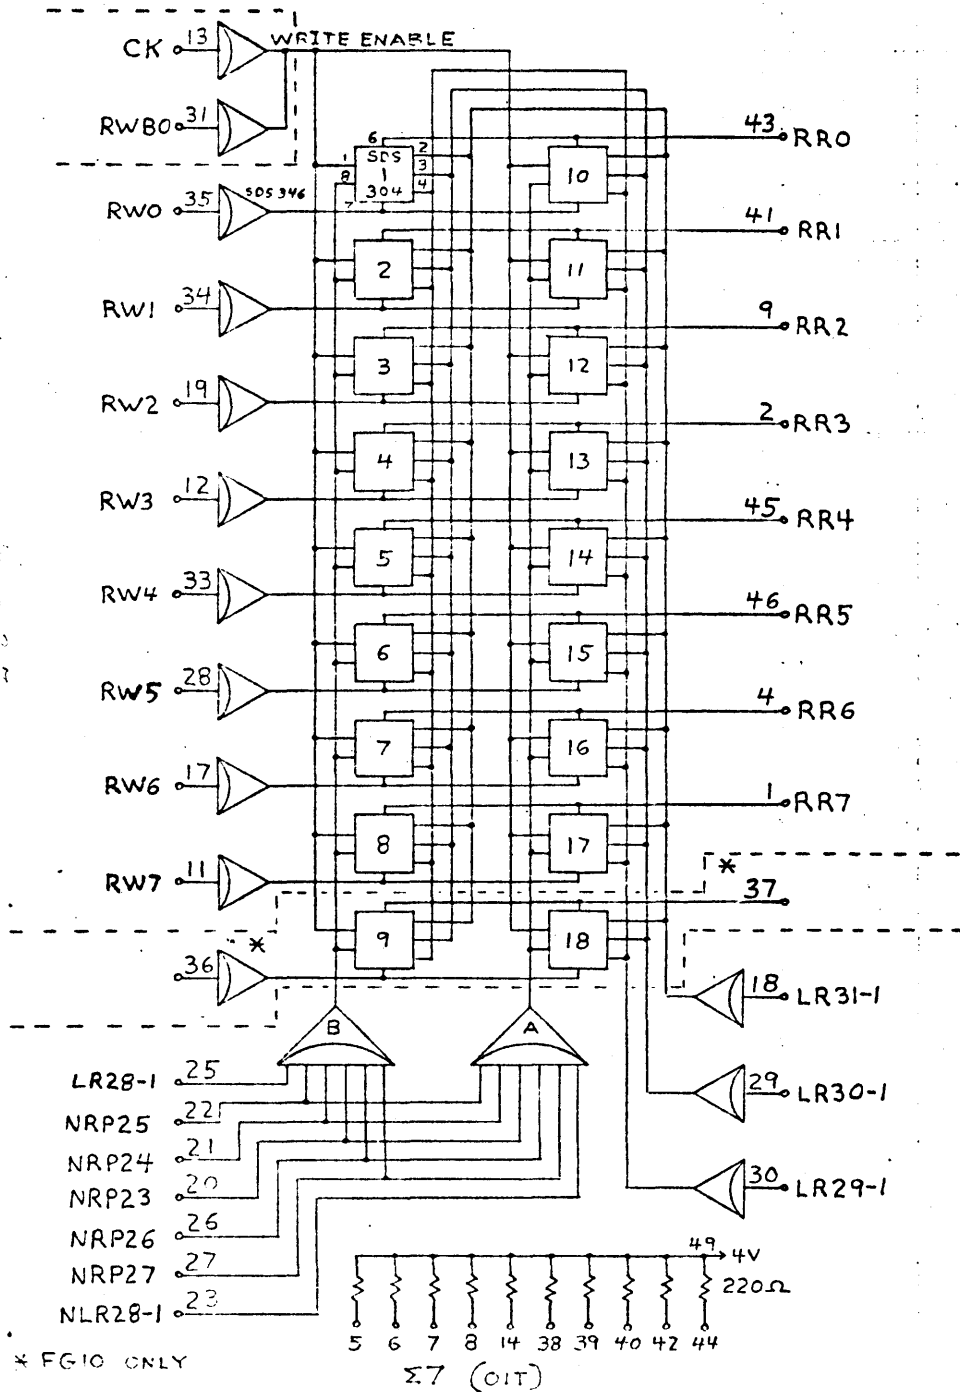 CK 13 WRITE ENABLE
RWB0 31
43 RR0
6
1 SDS 2
8 1 3
304 4
7
10
RW0 35 SDS 346
41 RR1
2 11
RW1 34
9 RR2
3 12
RW2 19
2 RR3
4 13
RW3 12
45 RR4
5 14
RW4 33
46 RR5
6 15
RW5 28
4 RR6
7 16
RW6 17
1 RR7
8 17
RW7 11
*
37
9 18
*
36
18 LR31-1
B A
LR28-1 25
29 LR30-1
NRP25 22
NRP24 21
NRP23 20
30 LR29-1
NRP26 26
NRP27 27
NLR28-1 23
49 4V
220Ω
5 6 7 8 14 38 39 40 42 44
* FG10 ONLY
Σ7 (01T)